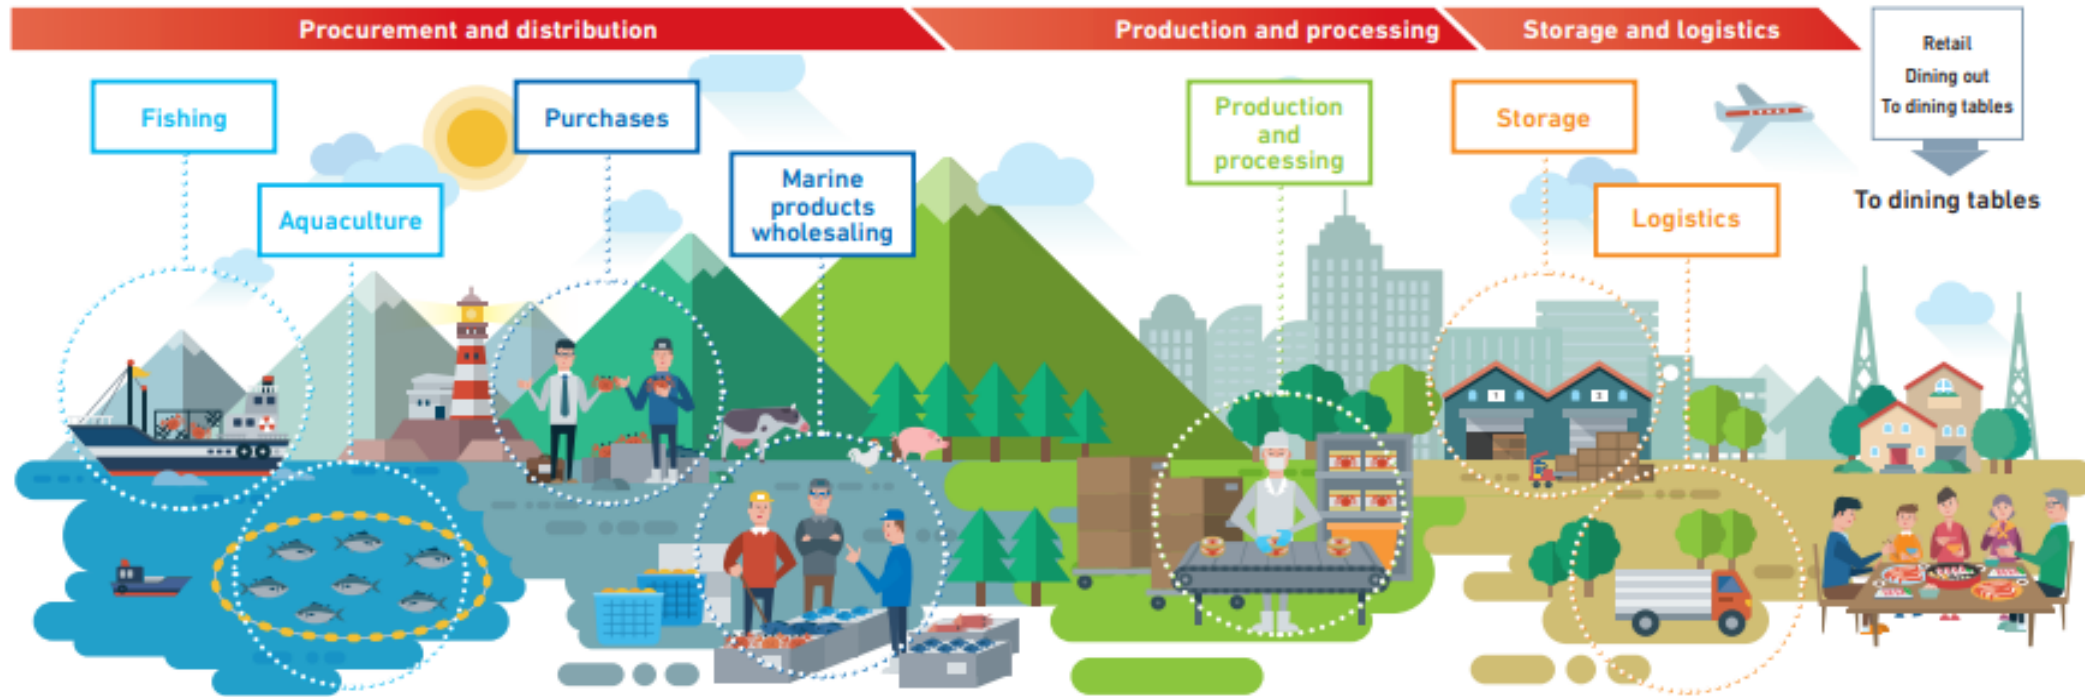 Procurement and distribution
Production and processing
Storage and logistics
Retail
Dining out
To dining tables
To dining tables
Fishing
Aquaculture
Purchases
Marine
products
wholesaling
Production
and
processing
Storage
Logistics
1